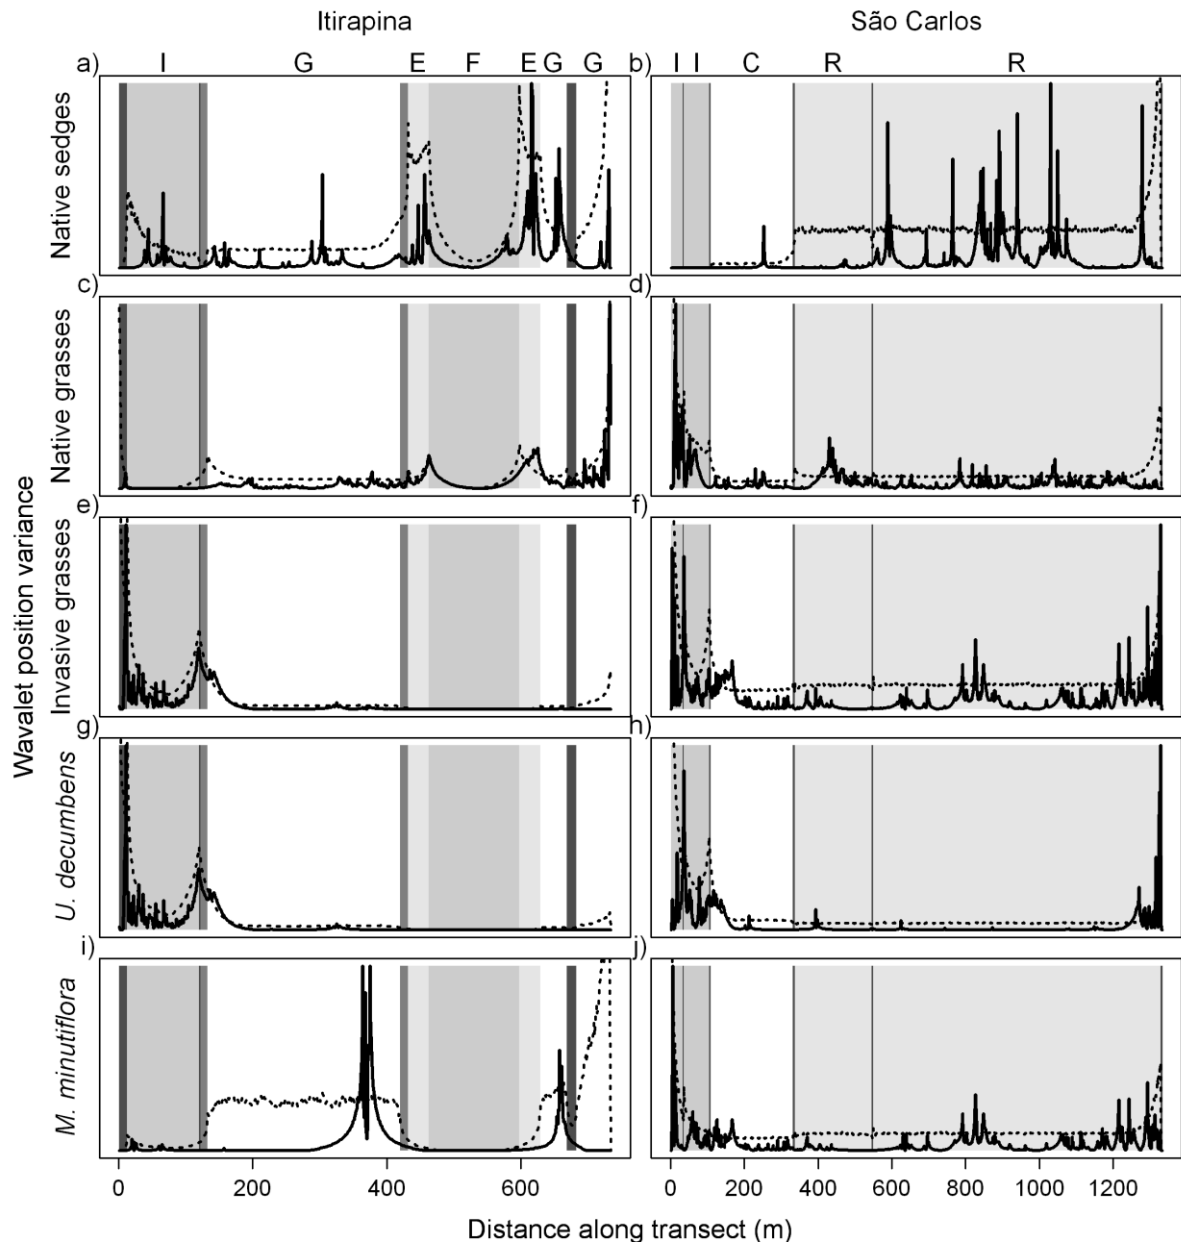 Itirapina
São Carlos
a) I G E F E G G
b) I I C R R
Native sedges
c)
d)
Native grasses
e)
f)
Invasive grasses
g)
h)
U. decumbens
i)
j)
M. minutiflora
Wavalet position variance
0 200 400 600
0 200 400 600 800 1000 1200
Distance along transect (m)